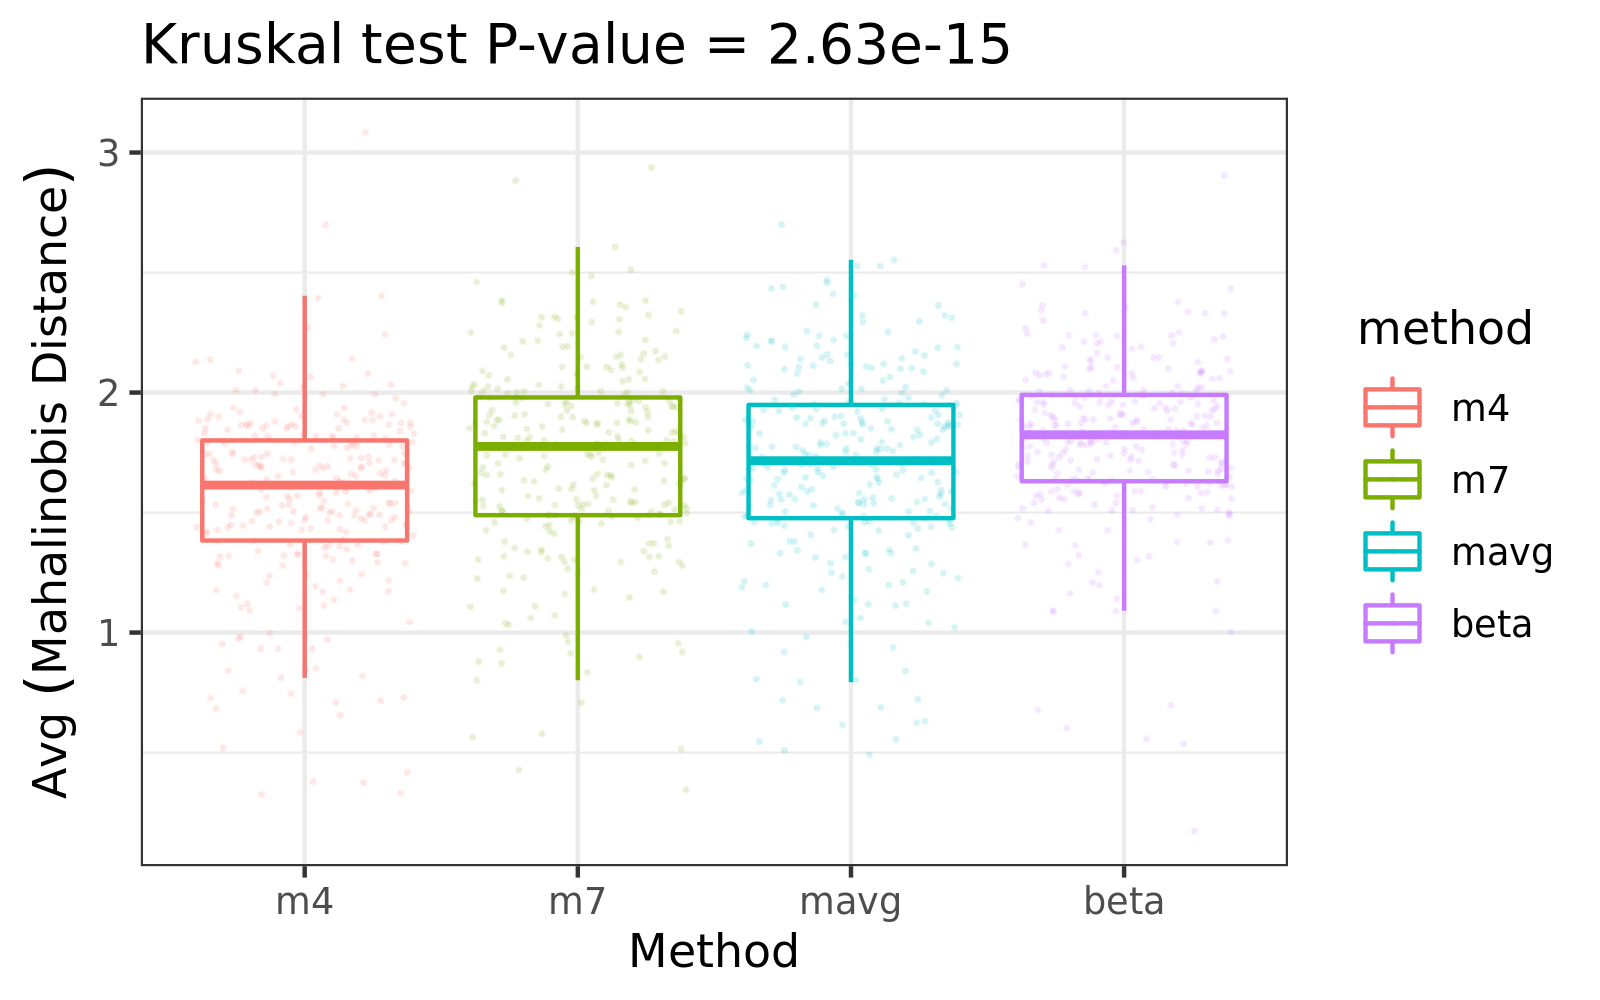 Kruskal test P-value = 2.63e-15
Avg (Mahalinobis Distance)
3
2
1
m4
m7
mavg
beta
Method
method
m4
m7
mavg
beta